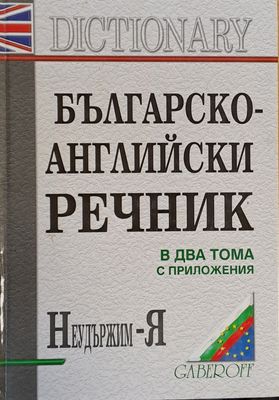 DICTIONARY
БЪЛГАРСКО-
АНГЛИЙСКИ
РЕЧНИК
В ДВА ТОМА
С ПРИЛОЖЕНИЯ
НЕУДЪРЖИМ-Я
GABEROFF